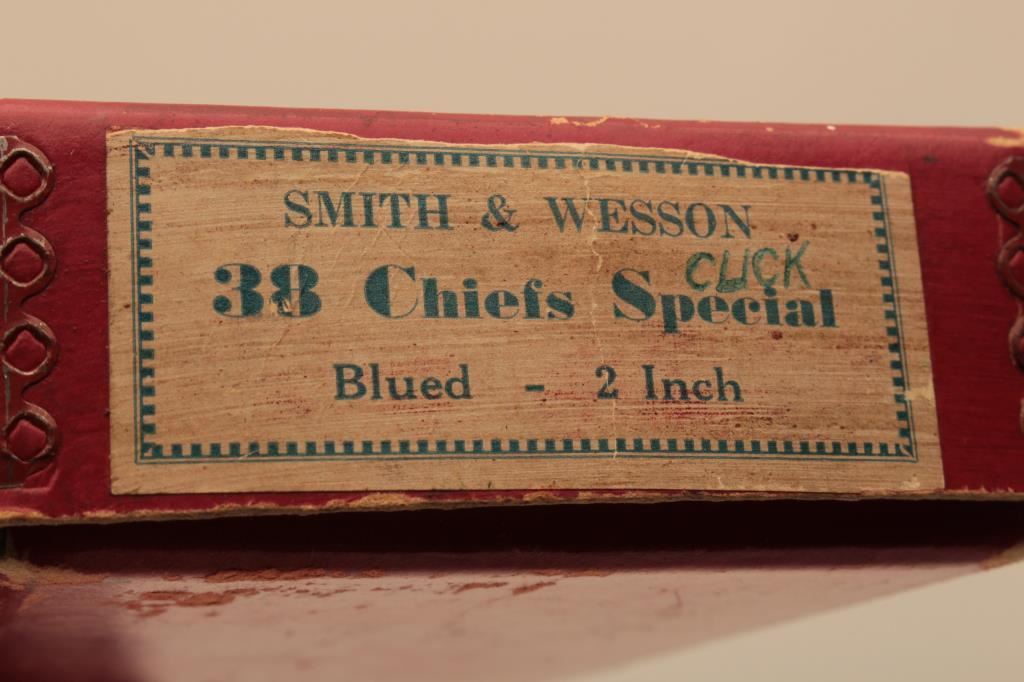 SMITH & WESSON
CLICK
38 Chiefs Special
Blued - 2 Inch